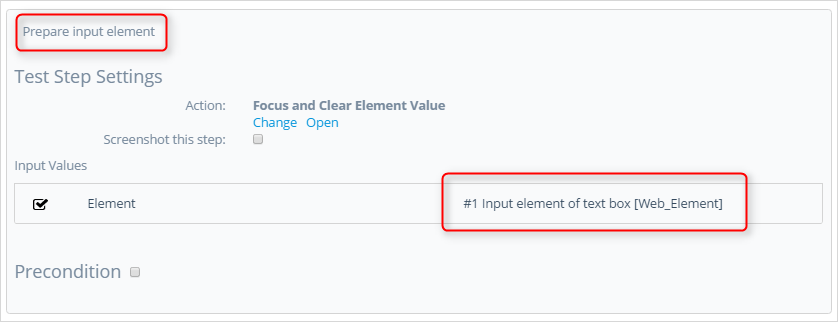 Prepare input element
Test Step Settings
Action: Focus and Clear Element Value
Change Open
Screenshot this step:
Input Values
Element #1 Input element of text box [Web_Element]
Precondition